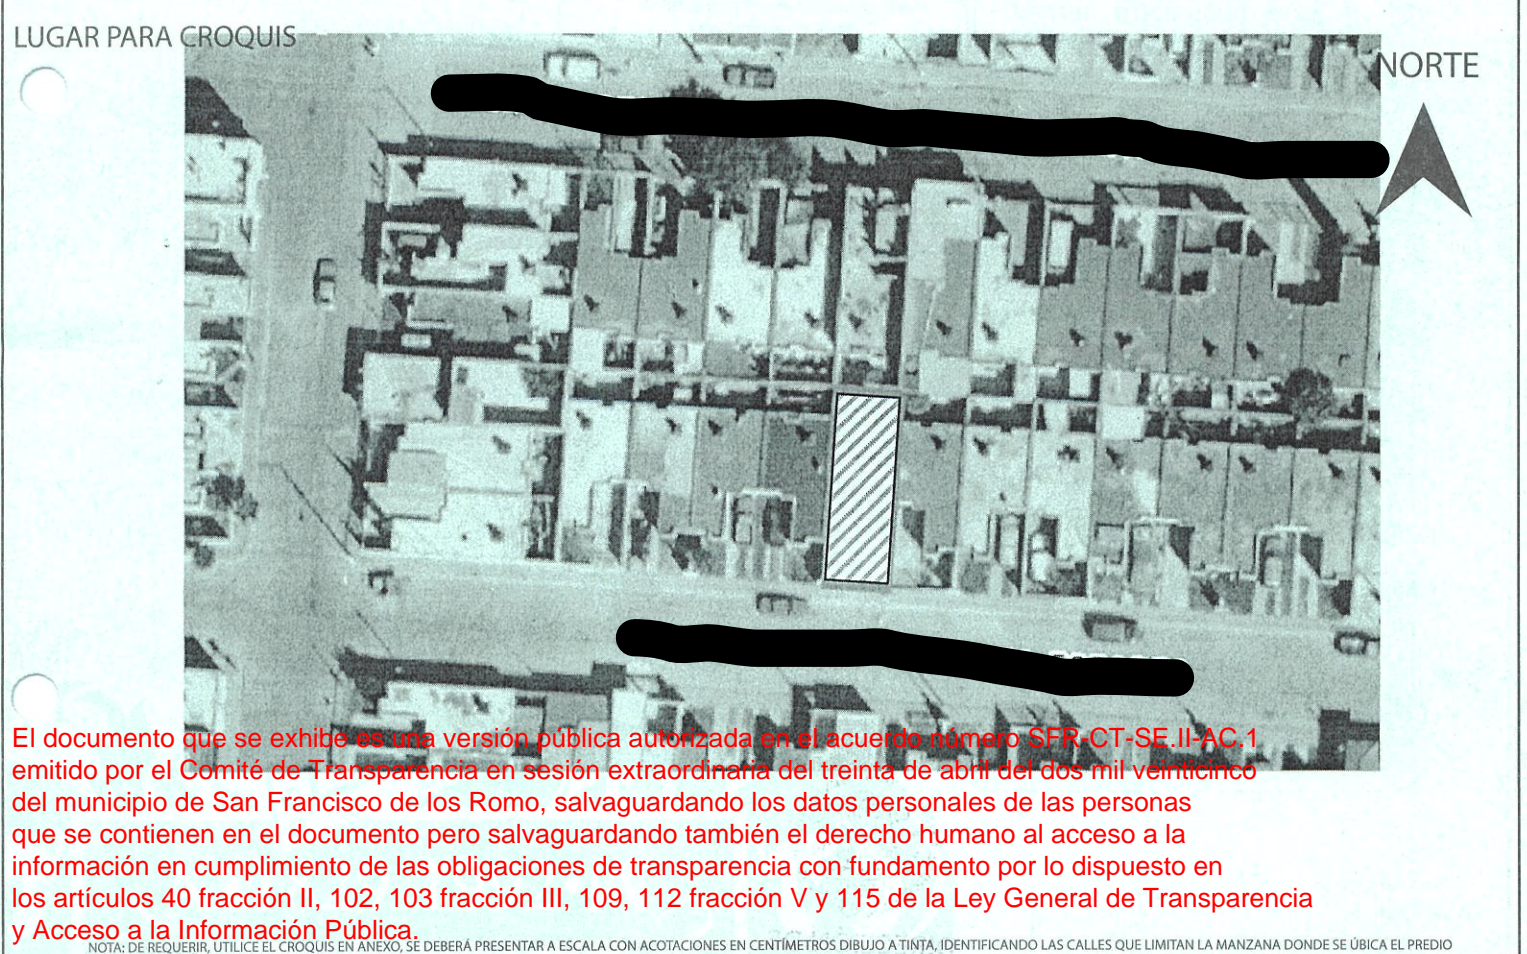 LUGAR PARA CROQUIS
NORTE
El documento que se exhibe es una versión pública autorizada en el acuerdo número SFR-CT-SE.II-AC.1
emitido por el Comité de Transparencia en sesión extraordinaria del treinta de abril del dos mil veinticinco
del municipio de San Francisco de los Romo, salvaguardando los datos personales de las personas
que se contienen en el documento pero salvaguardando también el derecho humano al acceso a la
información en cumplimiento de las obligaciones de transparencia con fundamento por lo dispuesto en
los artículos 40 fracción II, 102, 103 fracción III, 109, 112 fracción V y 115 de la Ley General de Transparencia
y Acceso a la Información Pública.
NOTA: DE REQUERIR, UTILICE EL CROQUIS EN ANEXO, SE DEBERÁ PRESENTAR A ESCALA CON ACOTACIONES EN CENTÍMETROS DIBUJO A TINTA, IDENTIFICANDO LAS CALLES QUE LIMITAN LA MANZANA DONDE SE ÚBICA EL PREDIO